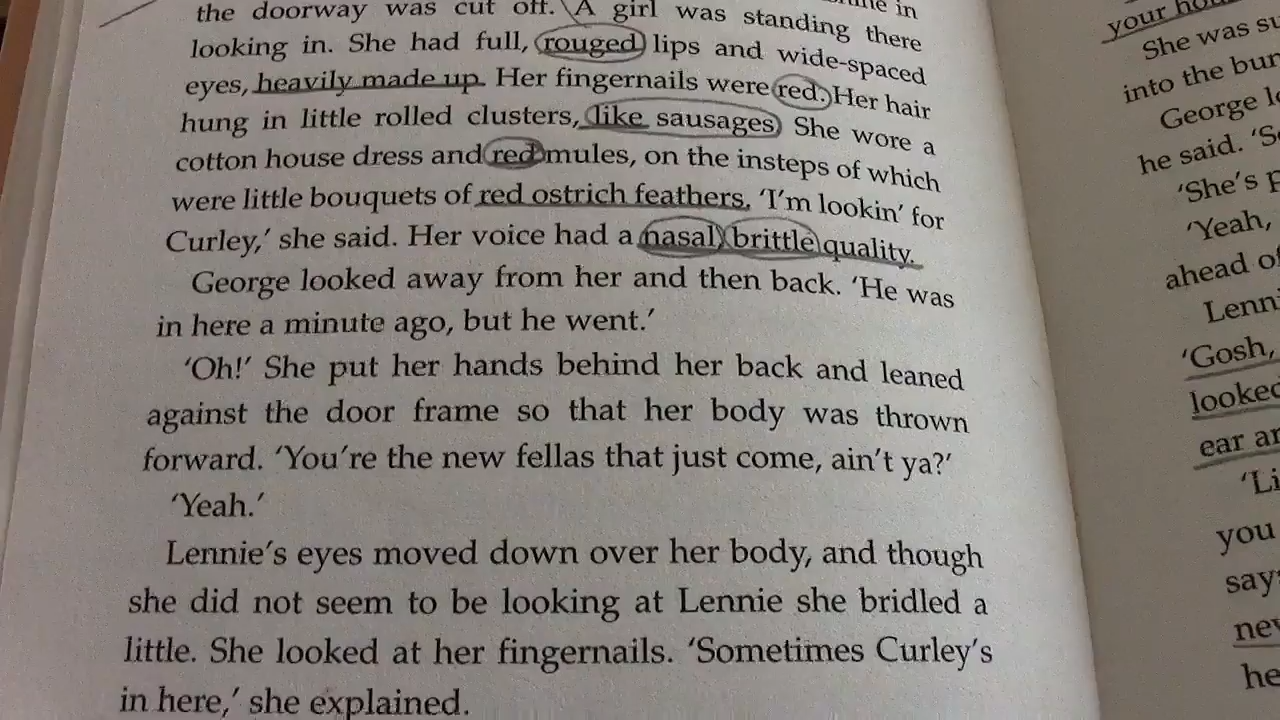 the doorway was cut off. A girl was standing there
looking in. She had full, rouged lips and wide-spaced
eyes, heavily made up. Her fingernails were red. Her hair
hung in little rolled clusters, like sausages. She wore a
cotton house dress and red mules, on the insteps of which
were little bouquets of red ostrich feathers. 'I'm lookin' for
Curley,' she said. Her voice had a nasal, brittle quality.
George looked away from her and then back. 'He was
in here a minute ago, but he went.'
'Oh!' She put her hands behind her back and leaned
against the door frame so that her body was thrown
forward. 'You're the new fellas that just come, ain't ya?'
'Yeah.'
Lennie's eyes moved down over her body, and though
she did not seem to be looking at Lennie she bridled a
little. She looked at her fingernails. 'Sometimes Curley's
in here,' she explained.
your
She was
into the
George
he said.
'She's
'Yeah,
ahead
'Gosh,
looked
ear
you
he